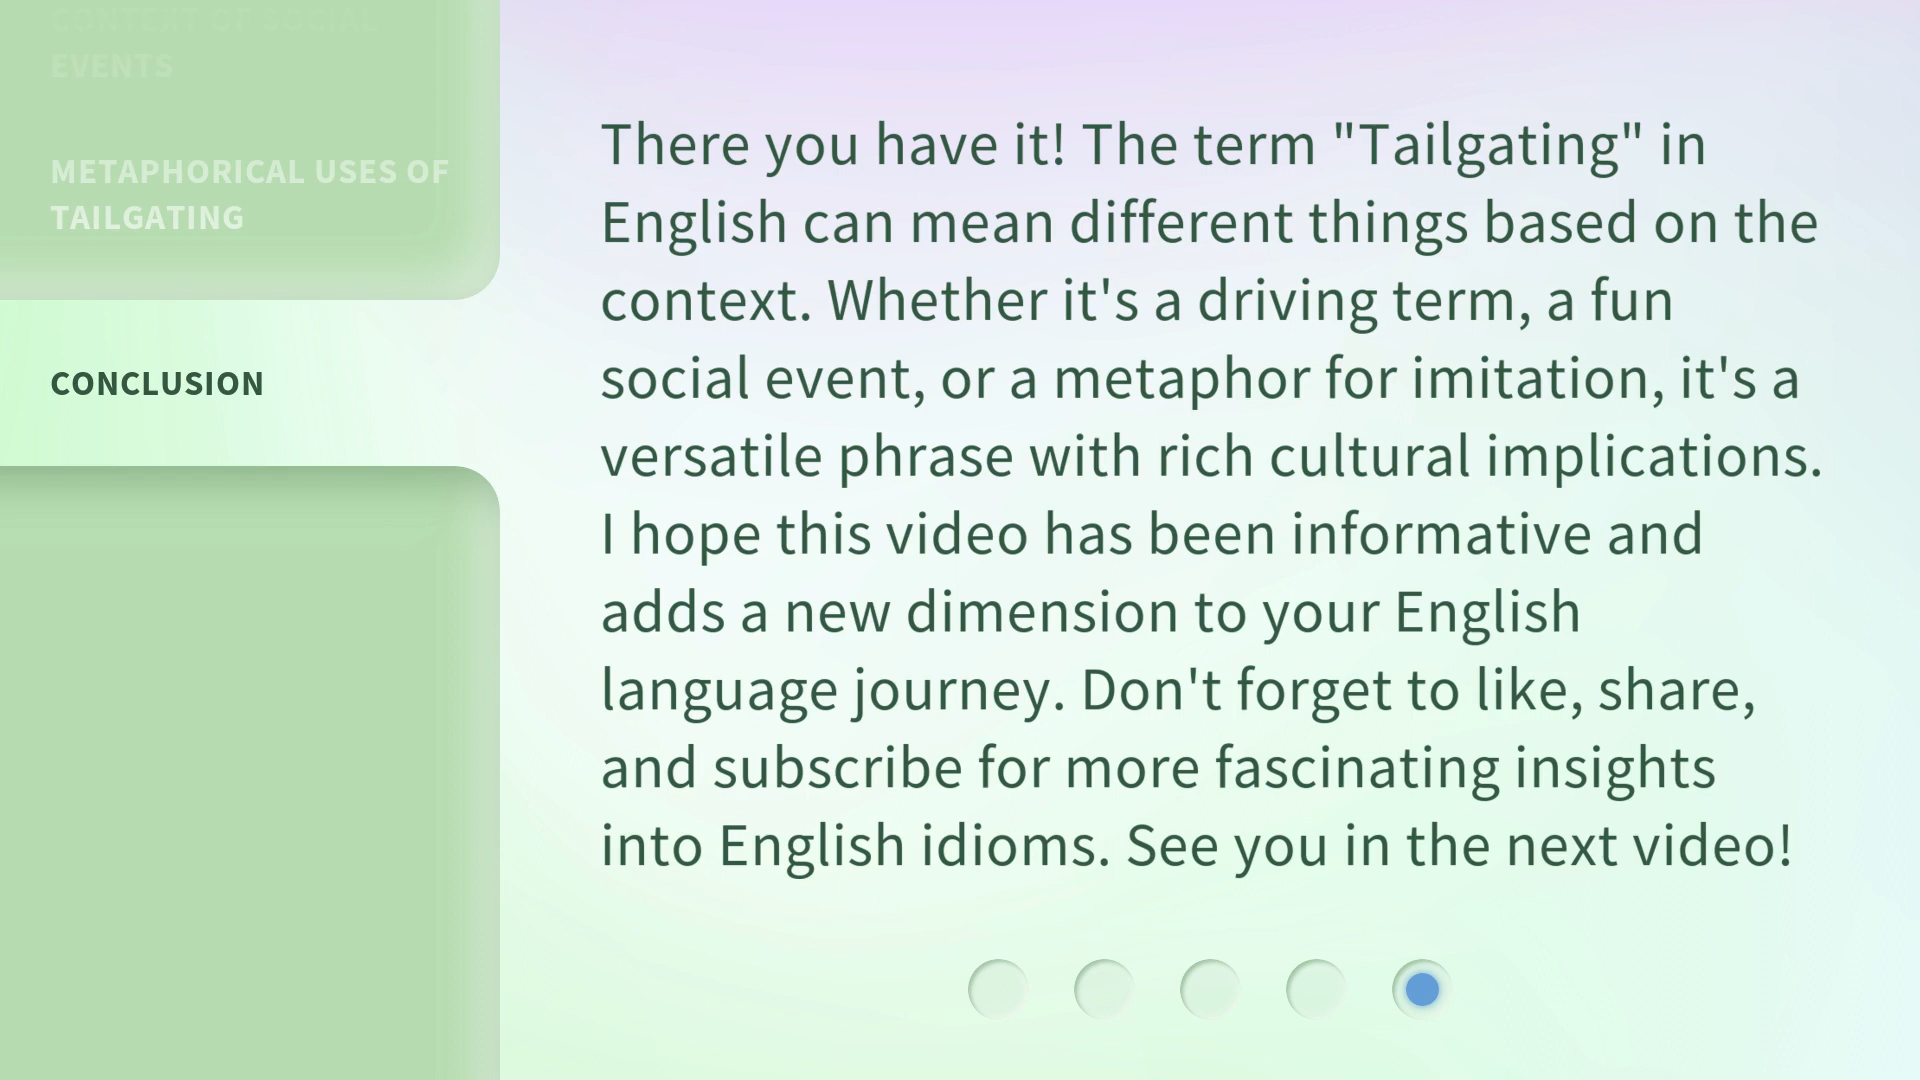 CONTEXT OF SOCIAL
EVENTS
METAPHORICAL USES OF
TAILGATING
CONCLUSION
There you have it! The term "Tailgating" in
English can mean different things based on the
context. Whether it's a driving term, a fun
social event, or a metaphor for imitation, it's a
versatile phrase with rich cultural implications.
I hope this video has been informative and
adds a new dimension to your English
language journey. Don't forget to like, share,
and subscribe for more fascinating insights
into English idioms. See you in the next video!